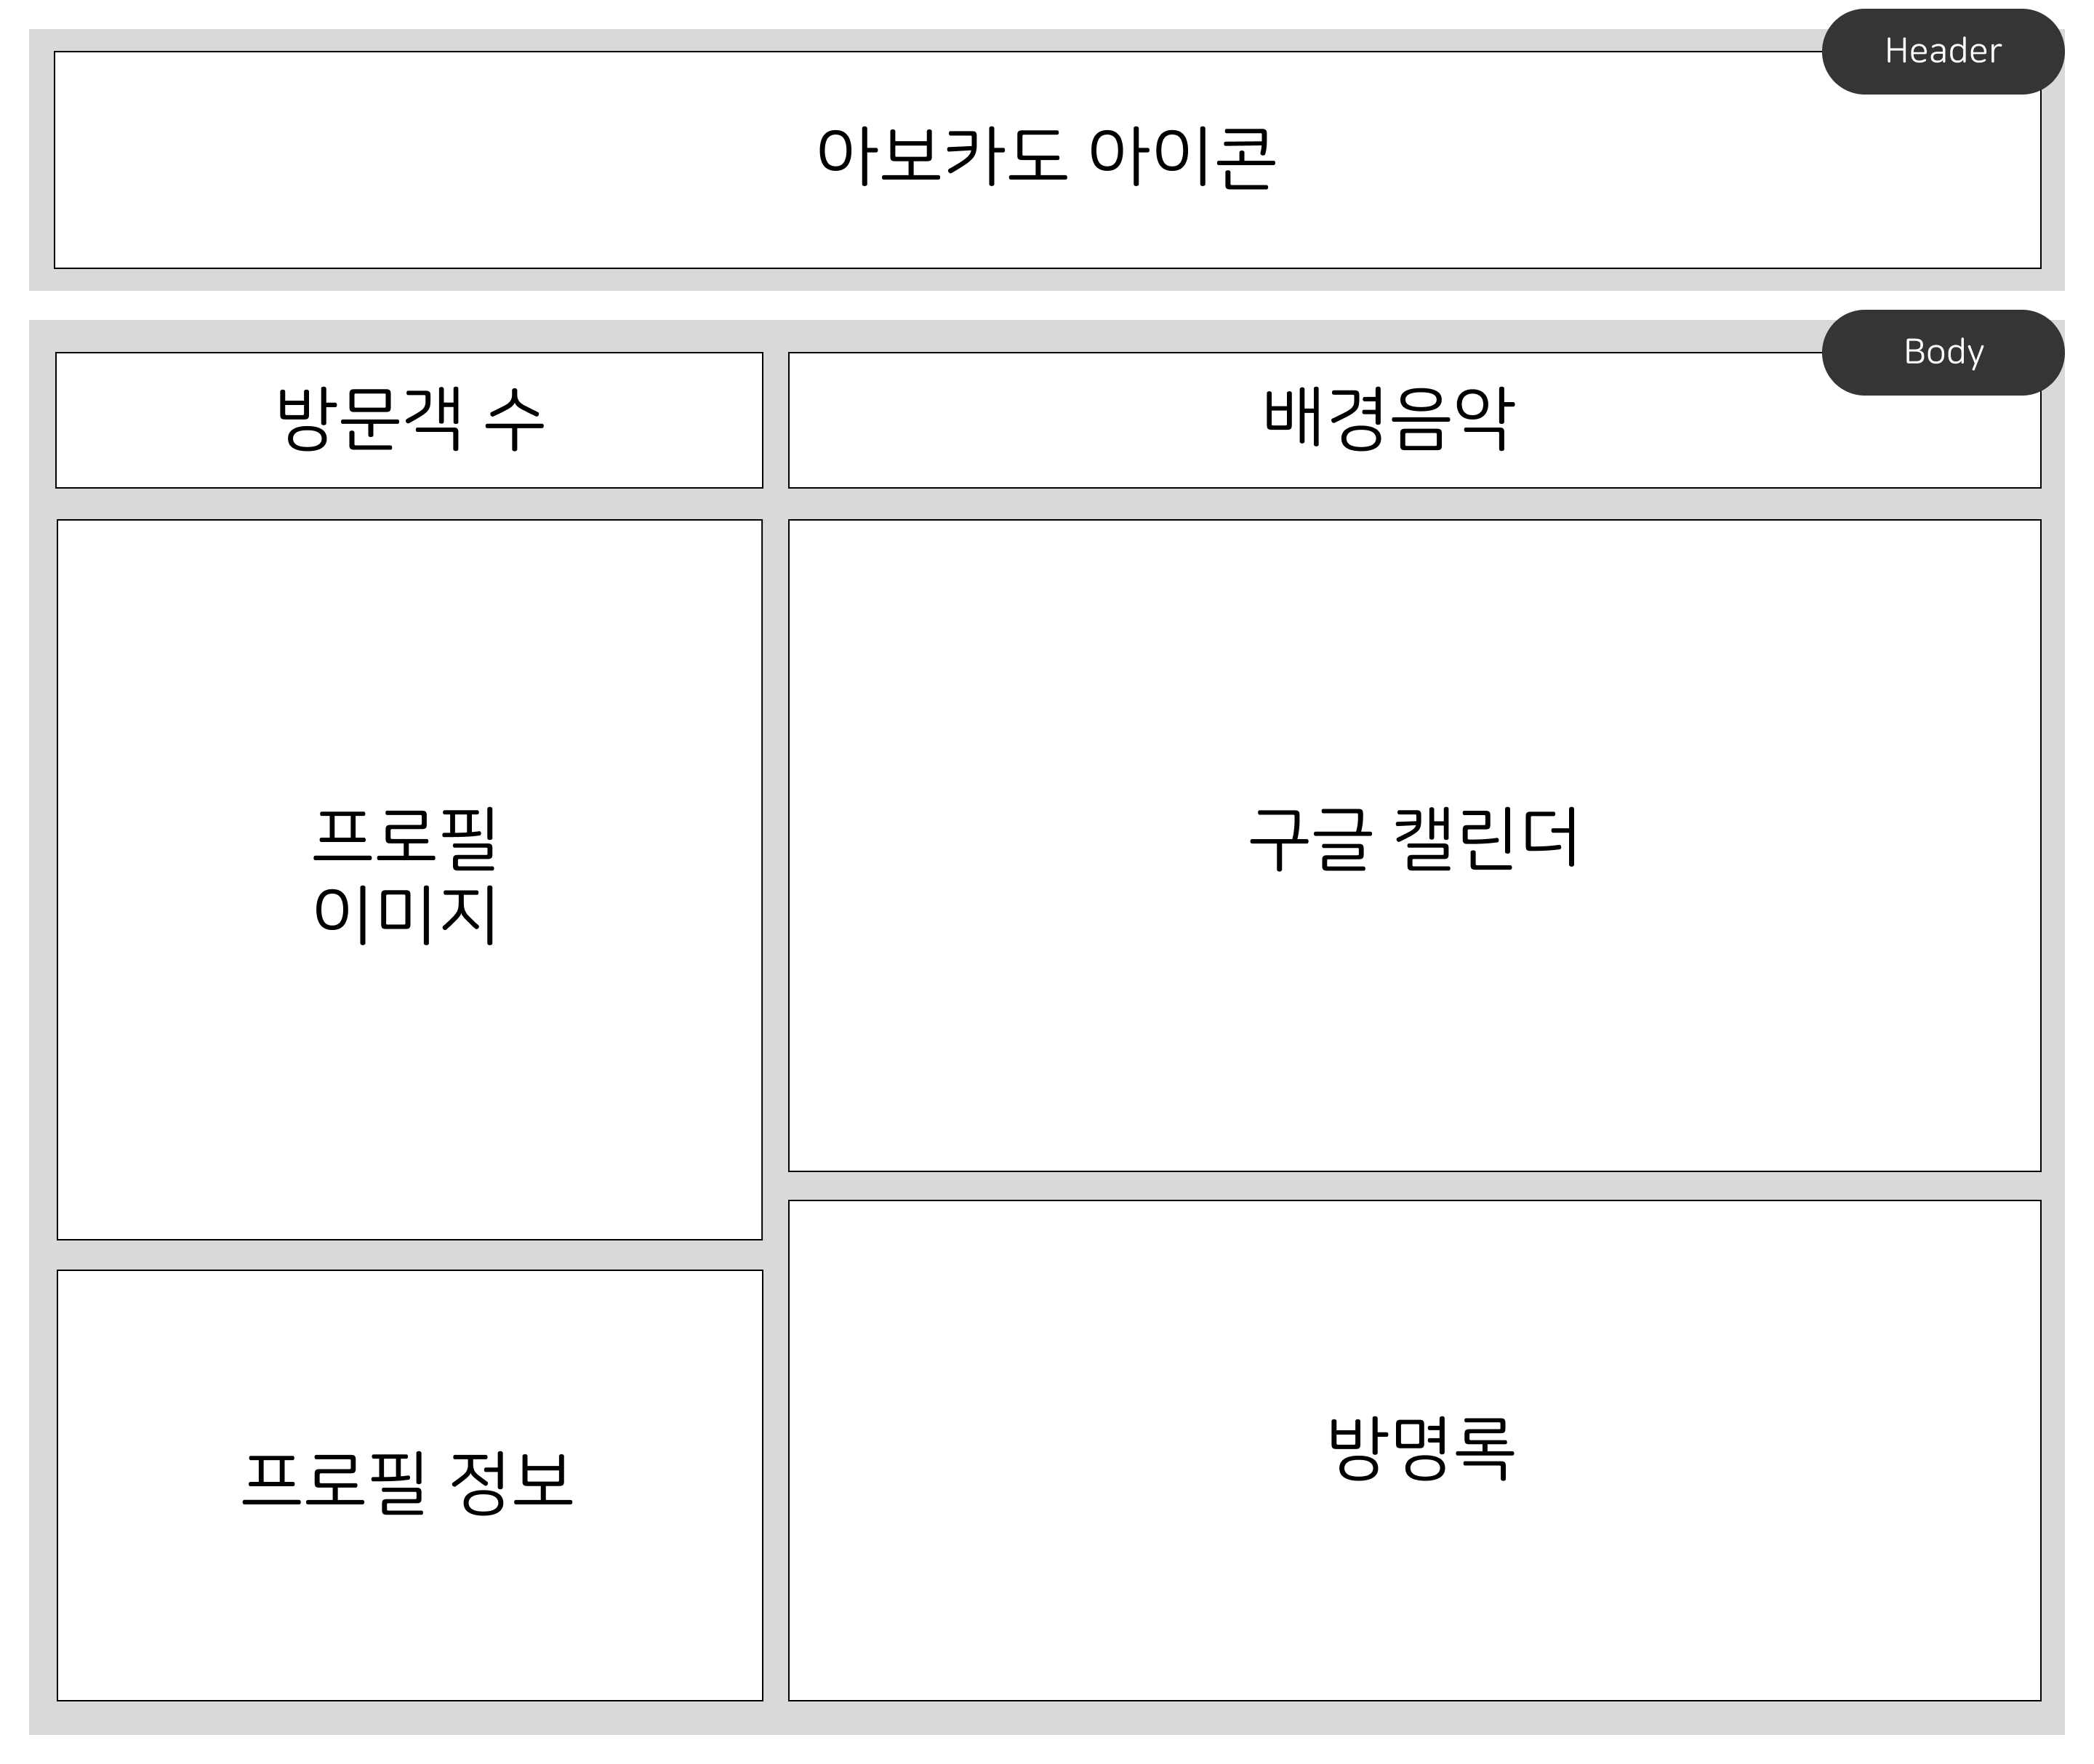 Header
아보카도 아이콘
Body
방문객 수
배경음악
프로필
이미지
구글 캘린더
프로필 정보
방명록